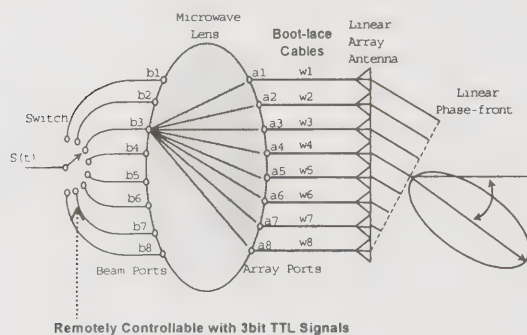 Microwave
Lens
Boot-lace
Cables
Linear
Array
Antenna
Linear
Phase-front
Switch
S(t)
b1
b2
b3
b4
b5
b6
b7
b8
a1
a2
a3
a4
a5
a6
a7
a8
w1
w2
w3
w4
w5
w6
w7
w8
Beam Ports
Array Ports
Remotely Controllable with 3bit TTL Signals